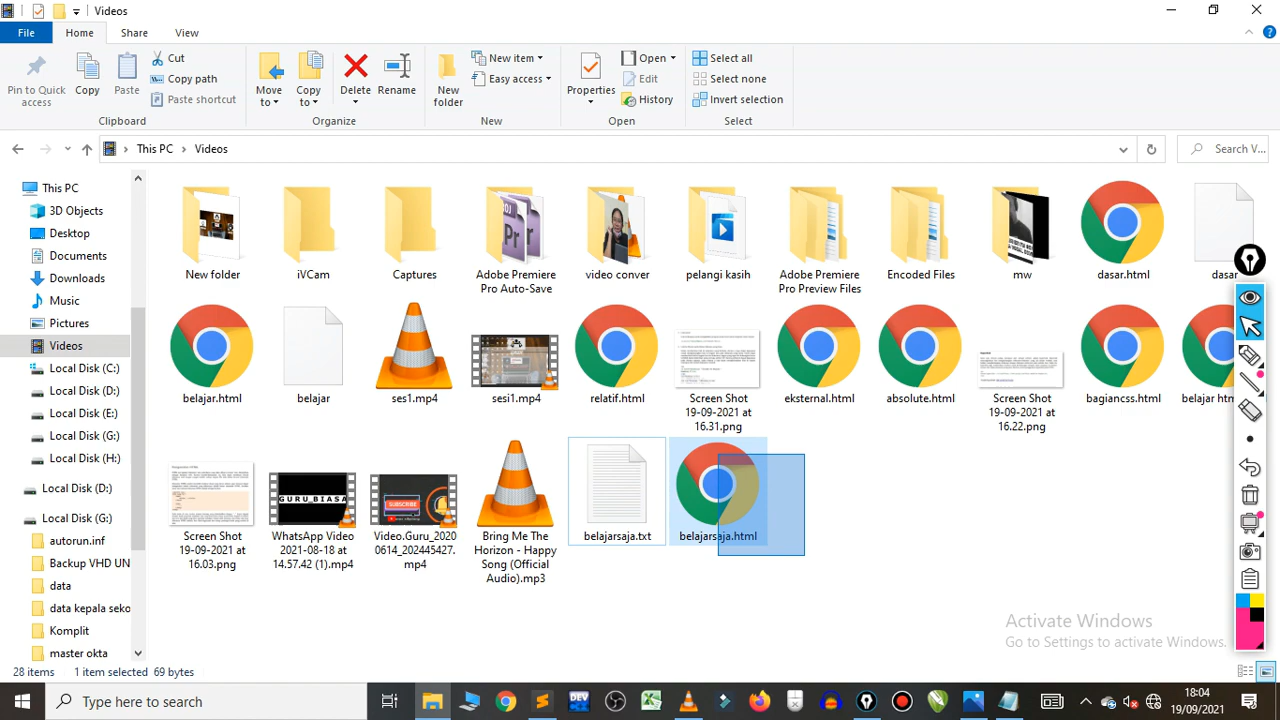 Videos
File Home Share View
Pin to Quick access
Copy
Paste
Cut
Copy path
Paste shortcut
Clipboard
Move to
Copy to
Delete
Rename
Organize
New folder
New item
Easy access
New
Properties
Open
Edit
History
Open
Select all
Select none
Invert selection
Select
This PC > Videos
Search V...
This PC
3D Objects
Desktop
Documents
Downloads
Music
Pictures
Videos
Local Disk (C:)
Local Disk (D:)
Local Disk (E:)
Local Disk (G:)
Local Disk (H:)
Local Disk (D:)
Local Disk (G:)
autorun.inf
Backup VHD UN
data
data kepala seko
Komplit
master okta
New folder
iVCam
Captures
Adobe Premiere
Pro Auto-Save
video conver
pelangi kasih
Adobe Premiere
Pro Preview Files
Encoded Files
mw
dasar.html
dasar
belajar.html
belajar
ses1.mp4
sesi1.mp4
relatif.html
Screen Shot
19-09-2021 at
16.31.png
eksternal.html
absolute.html
Screen Shot
19-09-2021 at
16.22.png
bagiancss.html
belajar htn
Screen Shot
19-09-2021 at
16.03.png
GURU_BIASA
WhatsApp Video
2021-08-18 at
14.57.42 (1).mp4
SUBSCRIBE
Video.Guru_2020
0614_202445427.
mp4
Bring Me The
Horizon - Happy
Song (Official
Audio).mp3
belajarsaja.txt
belajarsaja.html
Activate Windows
Go to Settings to activate Windows.
28 items 1 item selected 69 bytes
Type here to search
DEV
18:04
19/09/2021